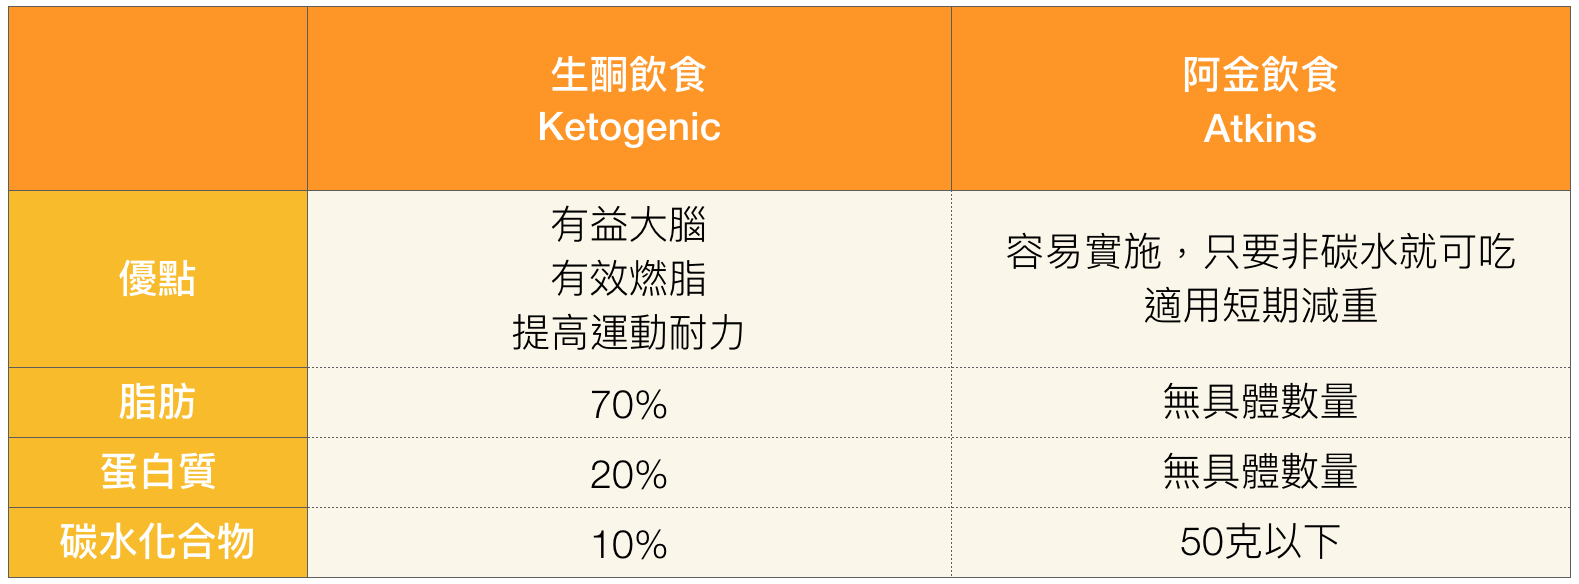 生酮飲食
Ketogenic
阿金飲食
Atkins
優點
有益大腦
有效燃脂
提高運動耐力
容易實施，只要非碳水就可吃
適用短期減重
脂肪
70%
無具體數量
蛋白質
20%
無具體數量
碳水化合物
10%
50克以下